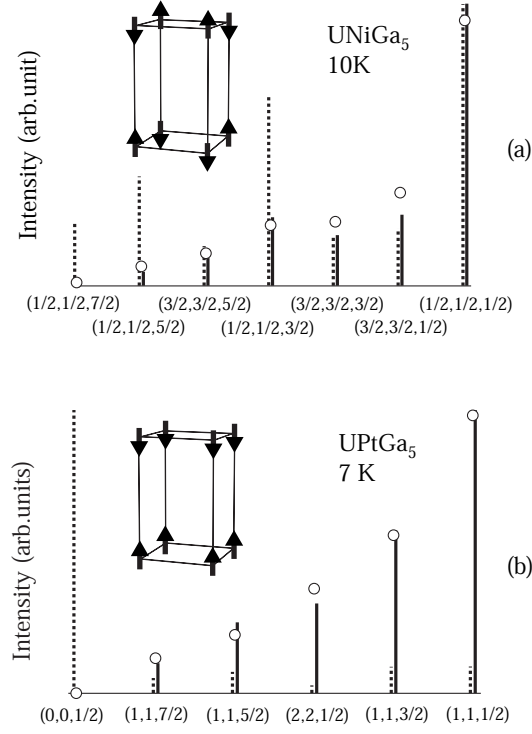 UNiGa5
10K
Intensity (arb.unit)
(a)
(1/2,1/2,7/2)
(3/2,3/2,5/2)
(3/2,3/2,3/2)
(1/2,1/2,1/2)
(1/2,1/2,5/2)
(1/2,1/2,3/2)
(3/2,3/2,1/2)
UPtGa5
7 K
Intensity (arb.units)
(b)
(0,0,1/2)
(1,1,7/2)
(1,1,5/2)
(2,2,1/2)
(1,1,3/2)
(1,1,1/2)